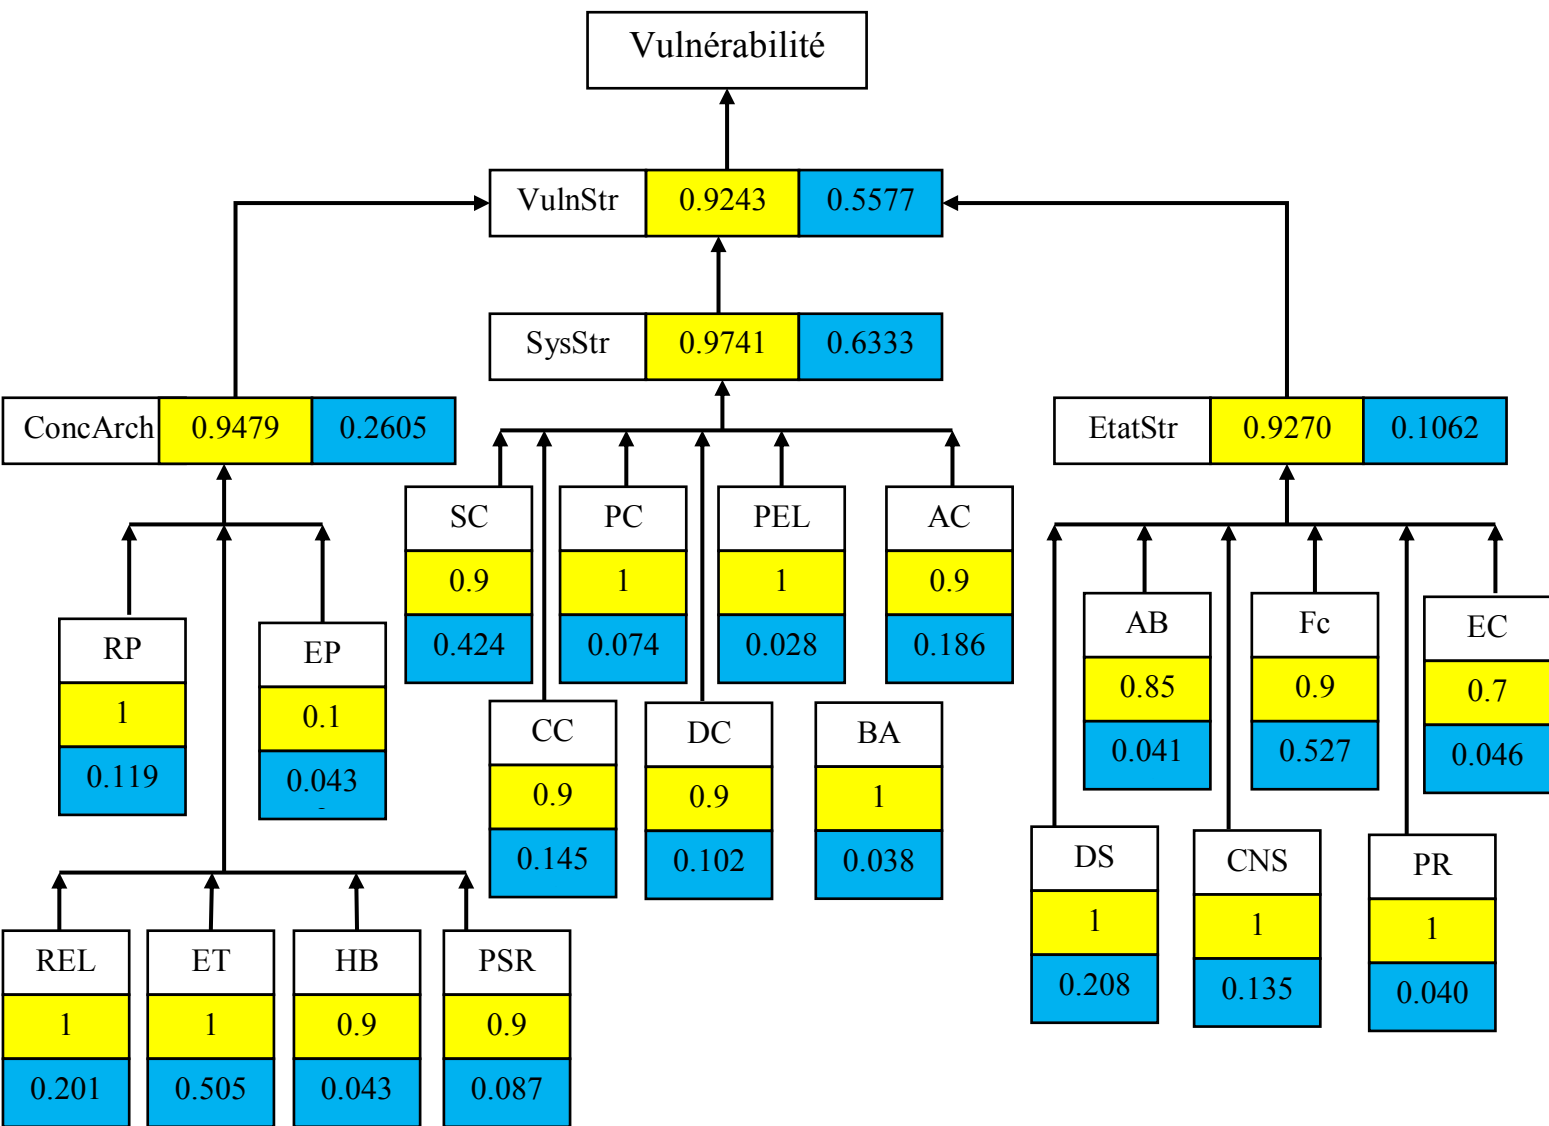 Vulnérabilité
VulnStr 0.9243 0.5577
SysStr 0.9741 0.6333
ConcArch 0.9479 0.2605
EtatStr 0.9270 0.1062
SC PC PEL AC
0.9 1 1 0.9
0.424 0.074 0.028 0.186
AB Fc EC
0.85 0.9 0.7
0.041 0.527 0.046
RP EP
1 0.1
0.119 0.043
CC DC BA
0.9 0.9 1
0.145 0.102 0.038
DS CNS PR
1 1 1
0.208 0.135 0.040
REL ET HB PSR
1 1 0.9 0.9
0.201 0.505 0.043 0.087